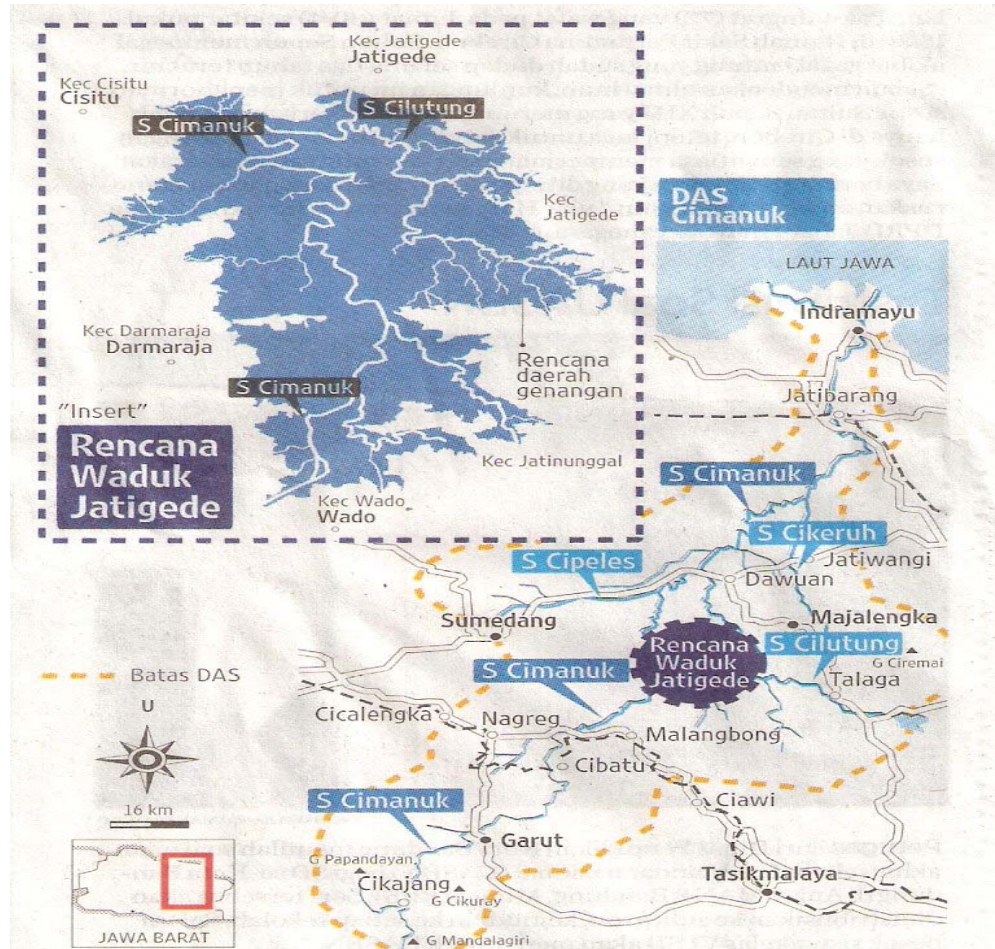 Kec Jatigede
Jatigede
Kec Cisitu
Cisitu
S Cimanuk
S Cilutung
Kec
Jatigede
Kec Darmaraja
Darmaraja
S Cimanuk
Rencana
daerah
genangan
"Insert"
Rencana
Waduk
Jatigede
Kec Jatinunggal
Kec Wado
Wado
DAS
Cimanuk
LAUT JAWA
Indramayu
Jatibarang
S Cimanuk
S Cikeruh
Jatiwangi
S Cipeles
Dawuan
Sumedang
Majalengka
Rencana
Waduk
Jatigede
S Cilutung
G Ciremai
S Cimanuk
Talaga
Batas DAS
U
Cicalengka
Nagreg
Malangbong
Cibatu
16 km
S Cimanuk
Ciawi
Garut
G Papandayan
Cikajang
G Cikuray
Tasikmalaya
JAWA BARAT
G Mandalagiri